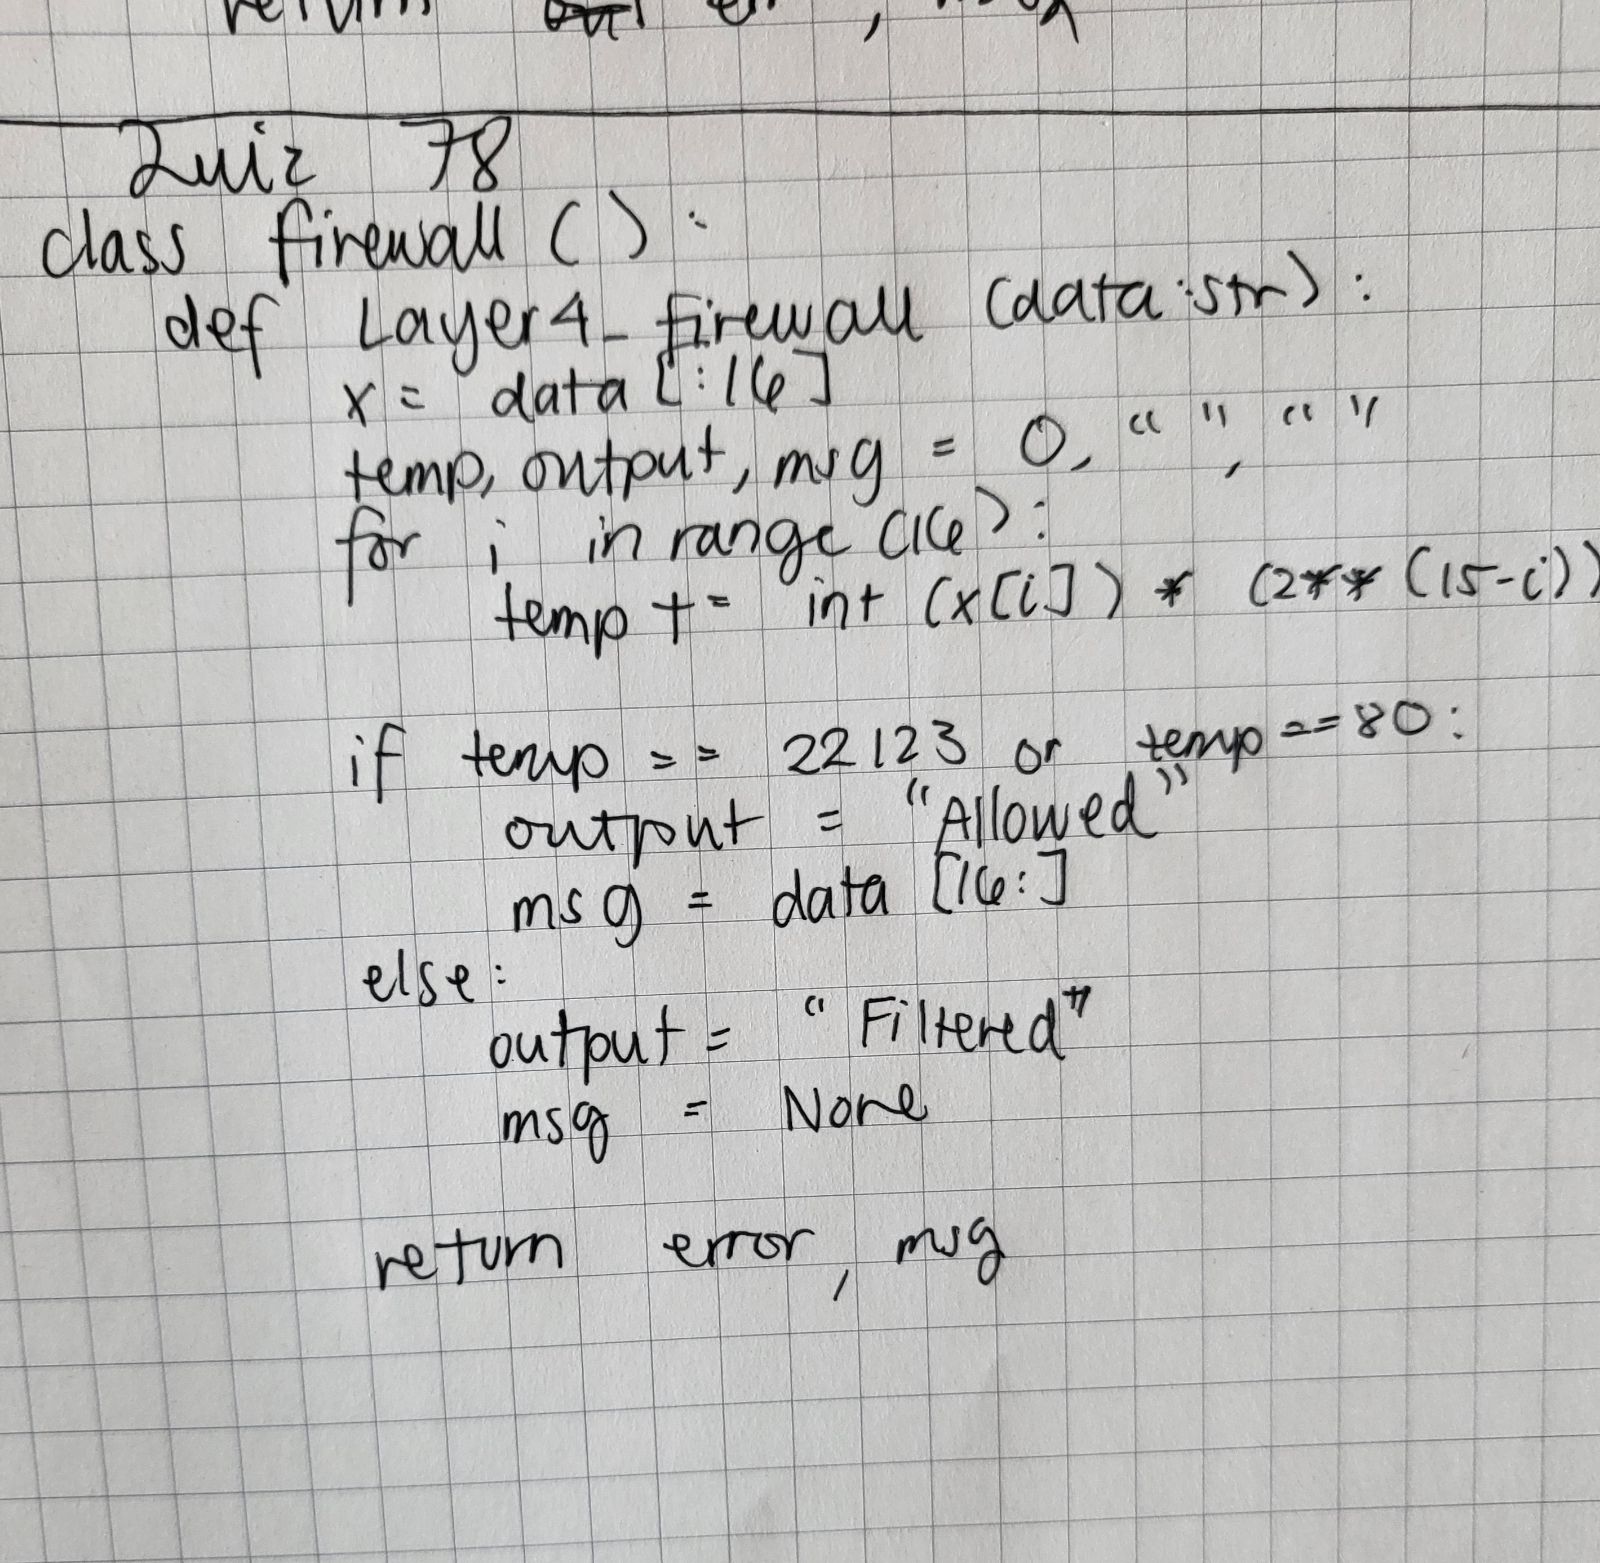 return
Quiz 78
class firewall ():
def Layer4_firewall (data:str):
x = data [:16]
temp, output, msg = 0, " ", " "
for i in range (16):
temp += int (x[i]) * (2** (15-i))
if temp == 22123 or temp == 80:
output = "Allowed"
msg = data [16:]
else:
output = "Filtered"
msg = None
return error, msg